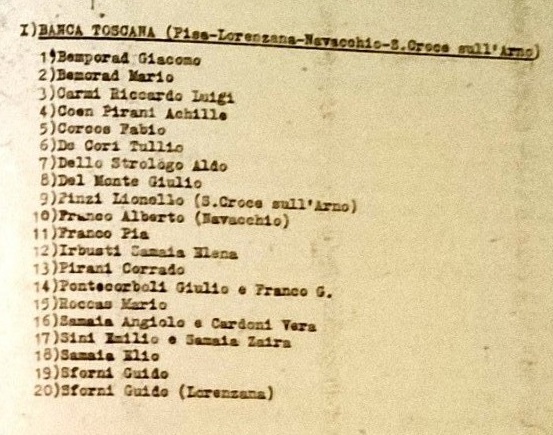 I)BANCA TOSCANA (Pisa-Lorenzana-Navacchio-S.Croce sull'Arno)
1)Bemporad Giacomo
2)Bemorad Mario
3)Carmi Riccardo Luigi
4)Coen Pirani Achille
5)Corcos Fabio
6)De Cori Tullio
7)Dello Strologo Aldo
8)Del Monte Giulio
9)Finzi Lionello (S.Croce sull'Arno)
10)Franco Alberto (Navacchio)
11)Franco Pia
12)Irbusti Samaia Elena
13)Pirani Corrado
14)Pontecorboli Giulio e Franco G.
15)Roccas Mario
16)Samaia Angiolo e Cardoni Vera
17)Sini Emilio e Samaia Zaira
18)Samaia Elio
19)Sforni Guido
20)Sforni Guido (Lorenzana)